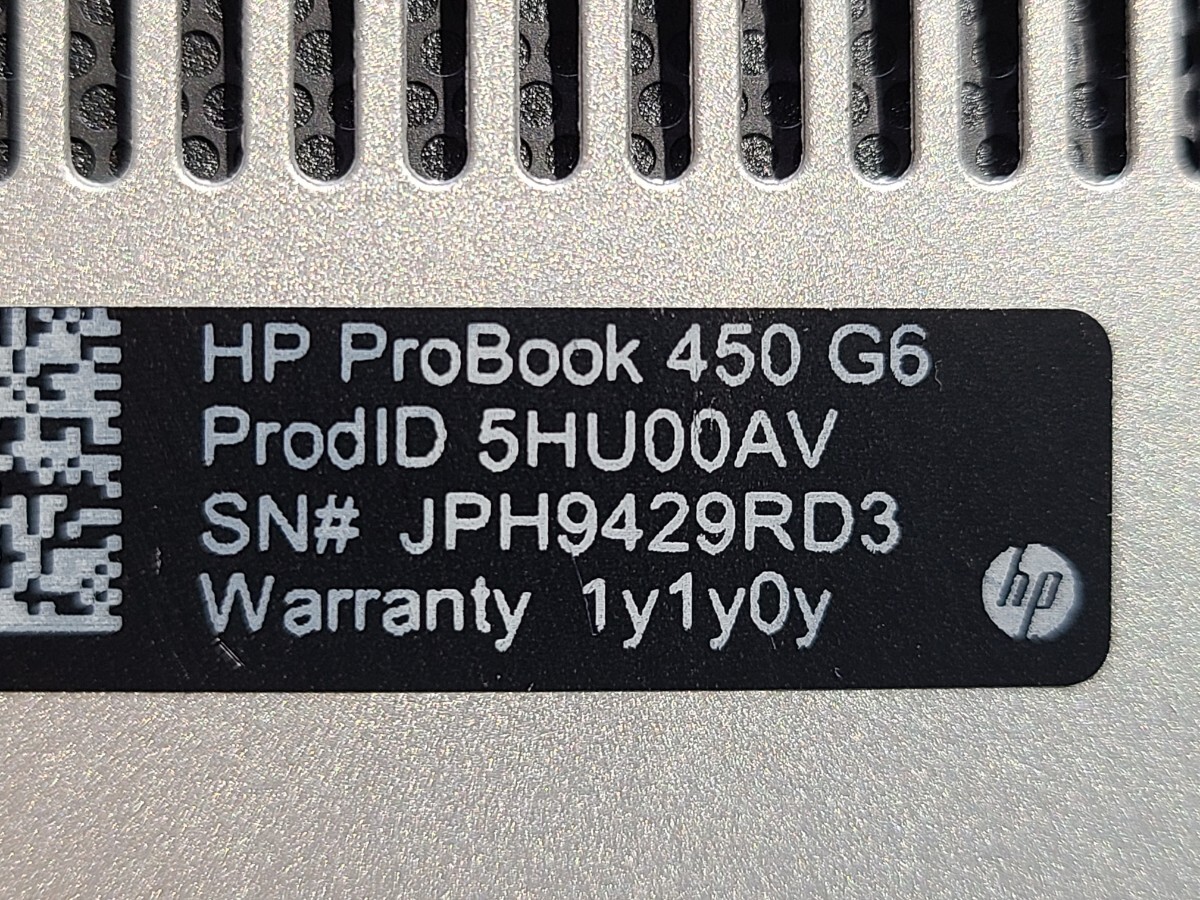 HP ProBook 450 G6
ProdID 5HU00AV
SN# JPH9429RD3
Warranty 1y1y0y
hp